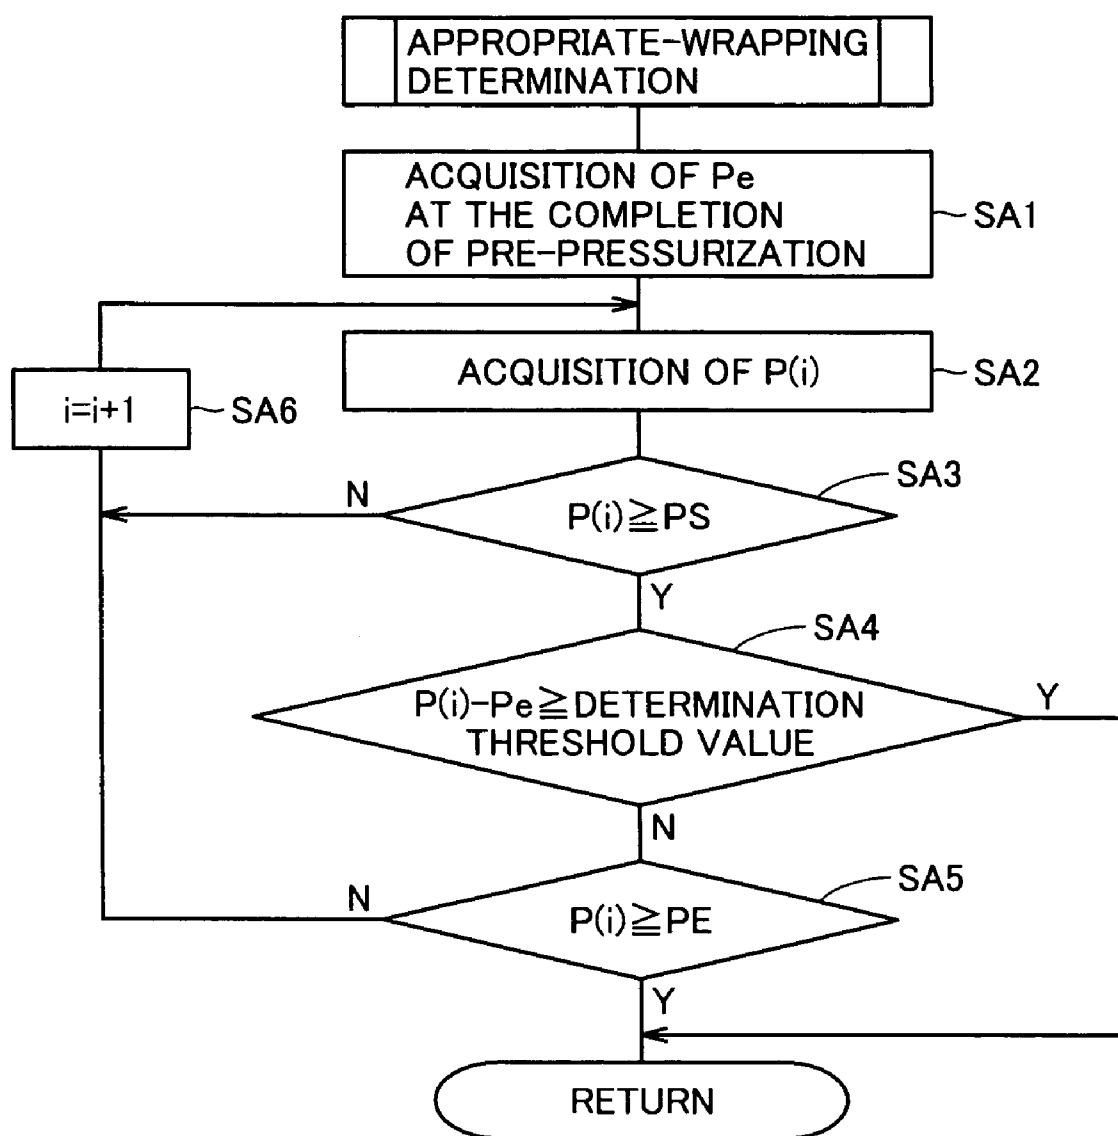 APPROPRIATE-WRAPPING
DETERMINATION
ACQUISITION OF Pe
AT THE COMPLETION
OF PRE-PRESSURIZATION
SA1
ACQUISITION OF P(i)
SA2
i=i+1
SA6
SA3
N
P(i)≧PS
Y
SA4
P(i)-Pe≧DETERMINATION
THRESHOLD VALUE
Y
N
SA5
N
P(i)≧PE
Y
RETURN